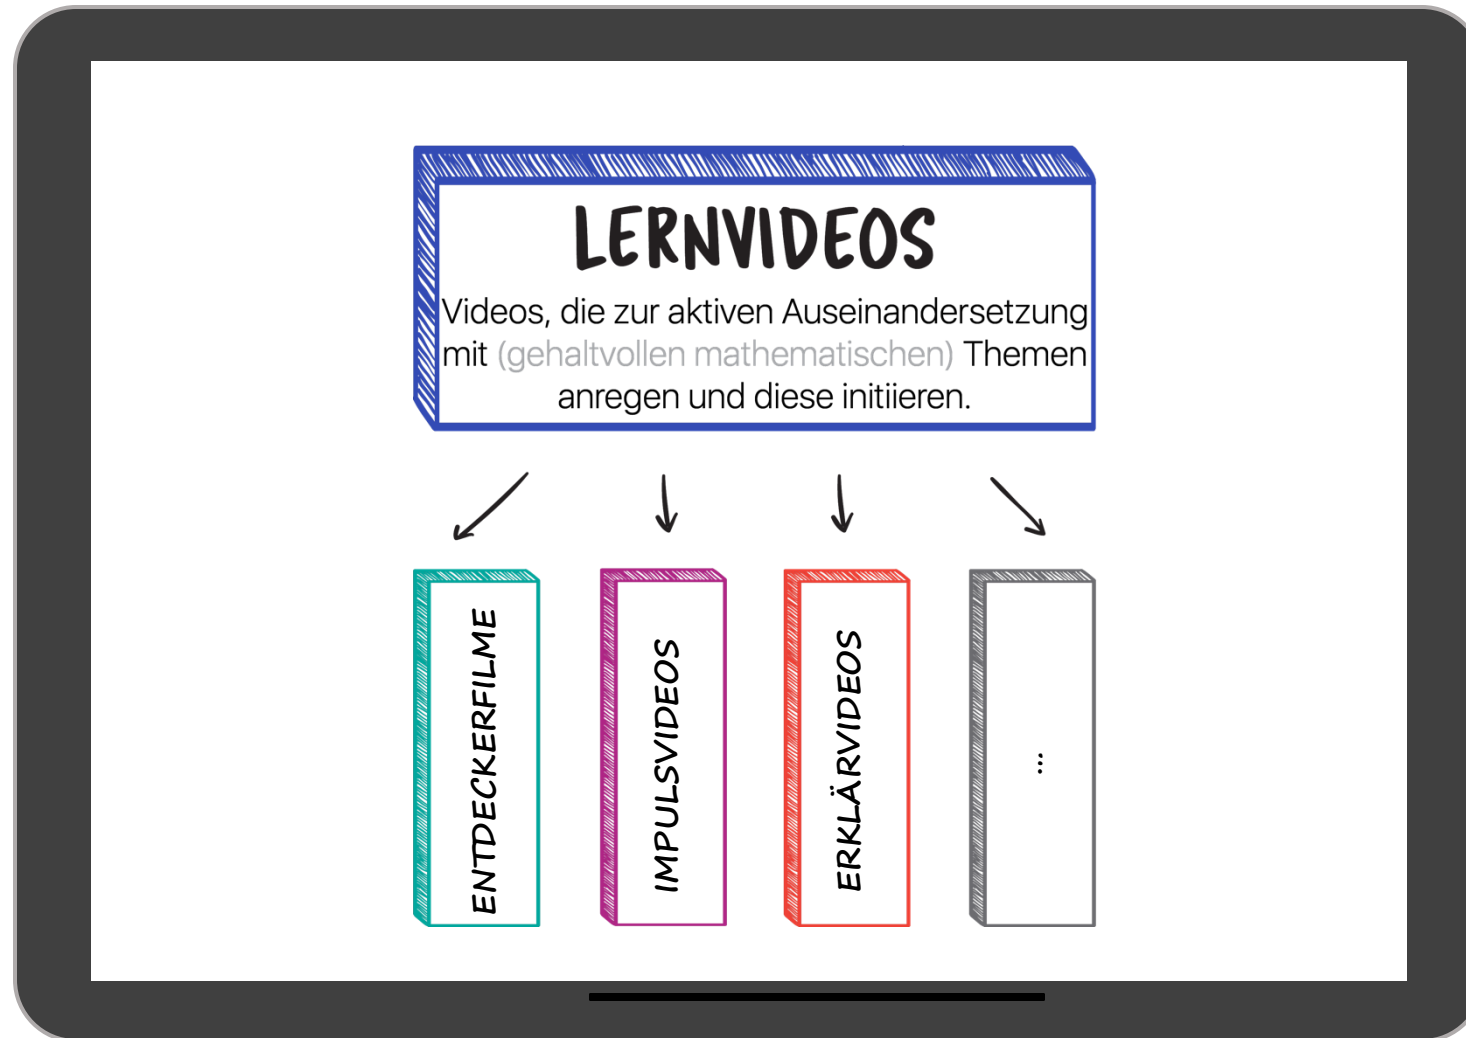 LERNVIDEOS
Videos, die zur aktiven Auseinandersetzung
mit (gehaltvollen mathematischen) Themen
anregen und diese initiieren.
ENTDECKERFILME
IMPULSVIDEOS
ERKLÄRVIDEOS
...